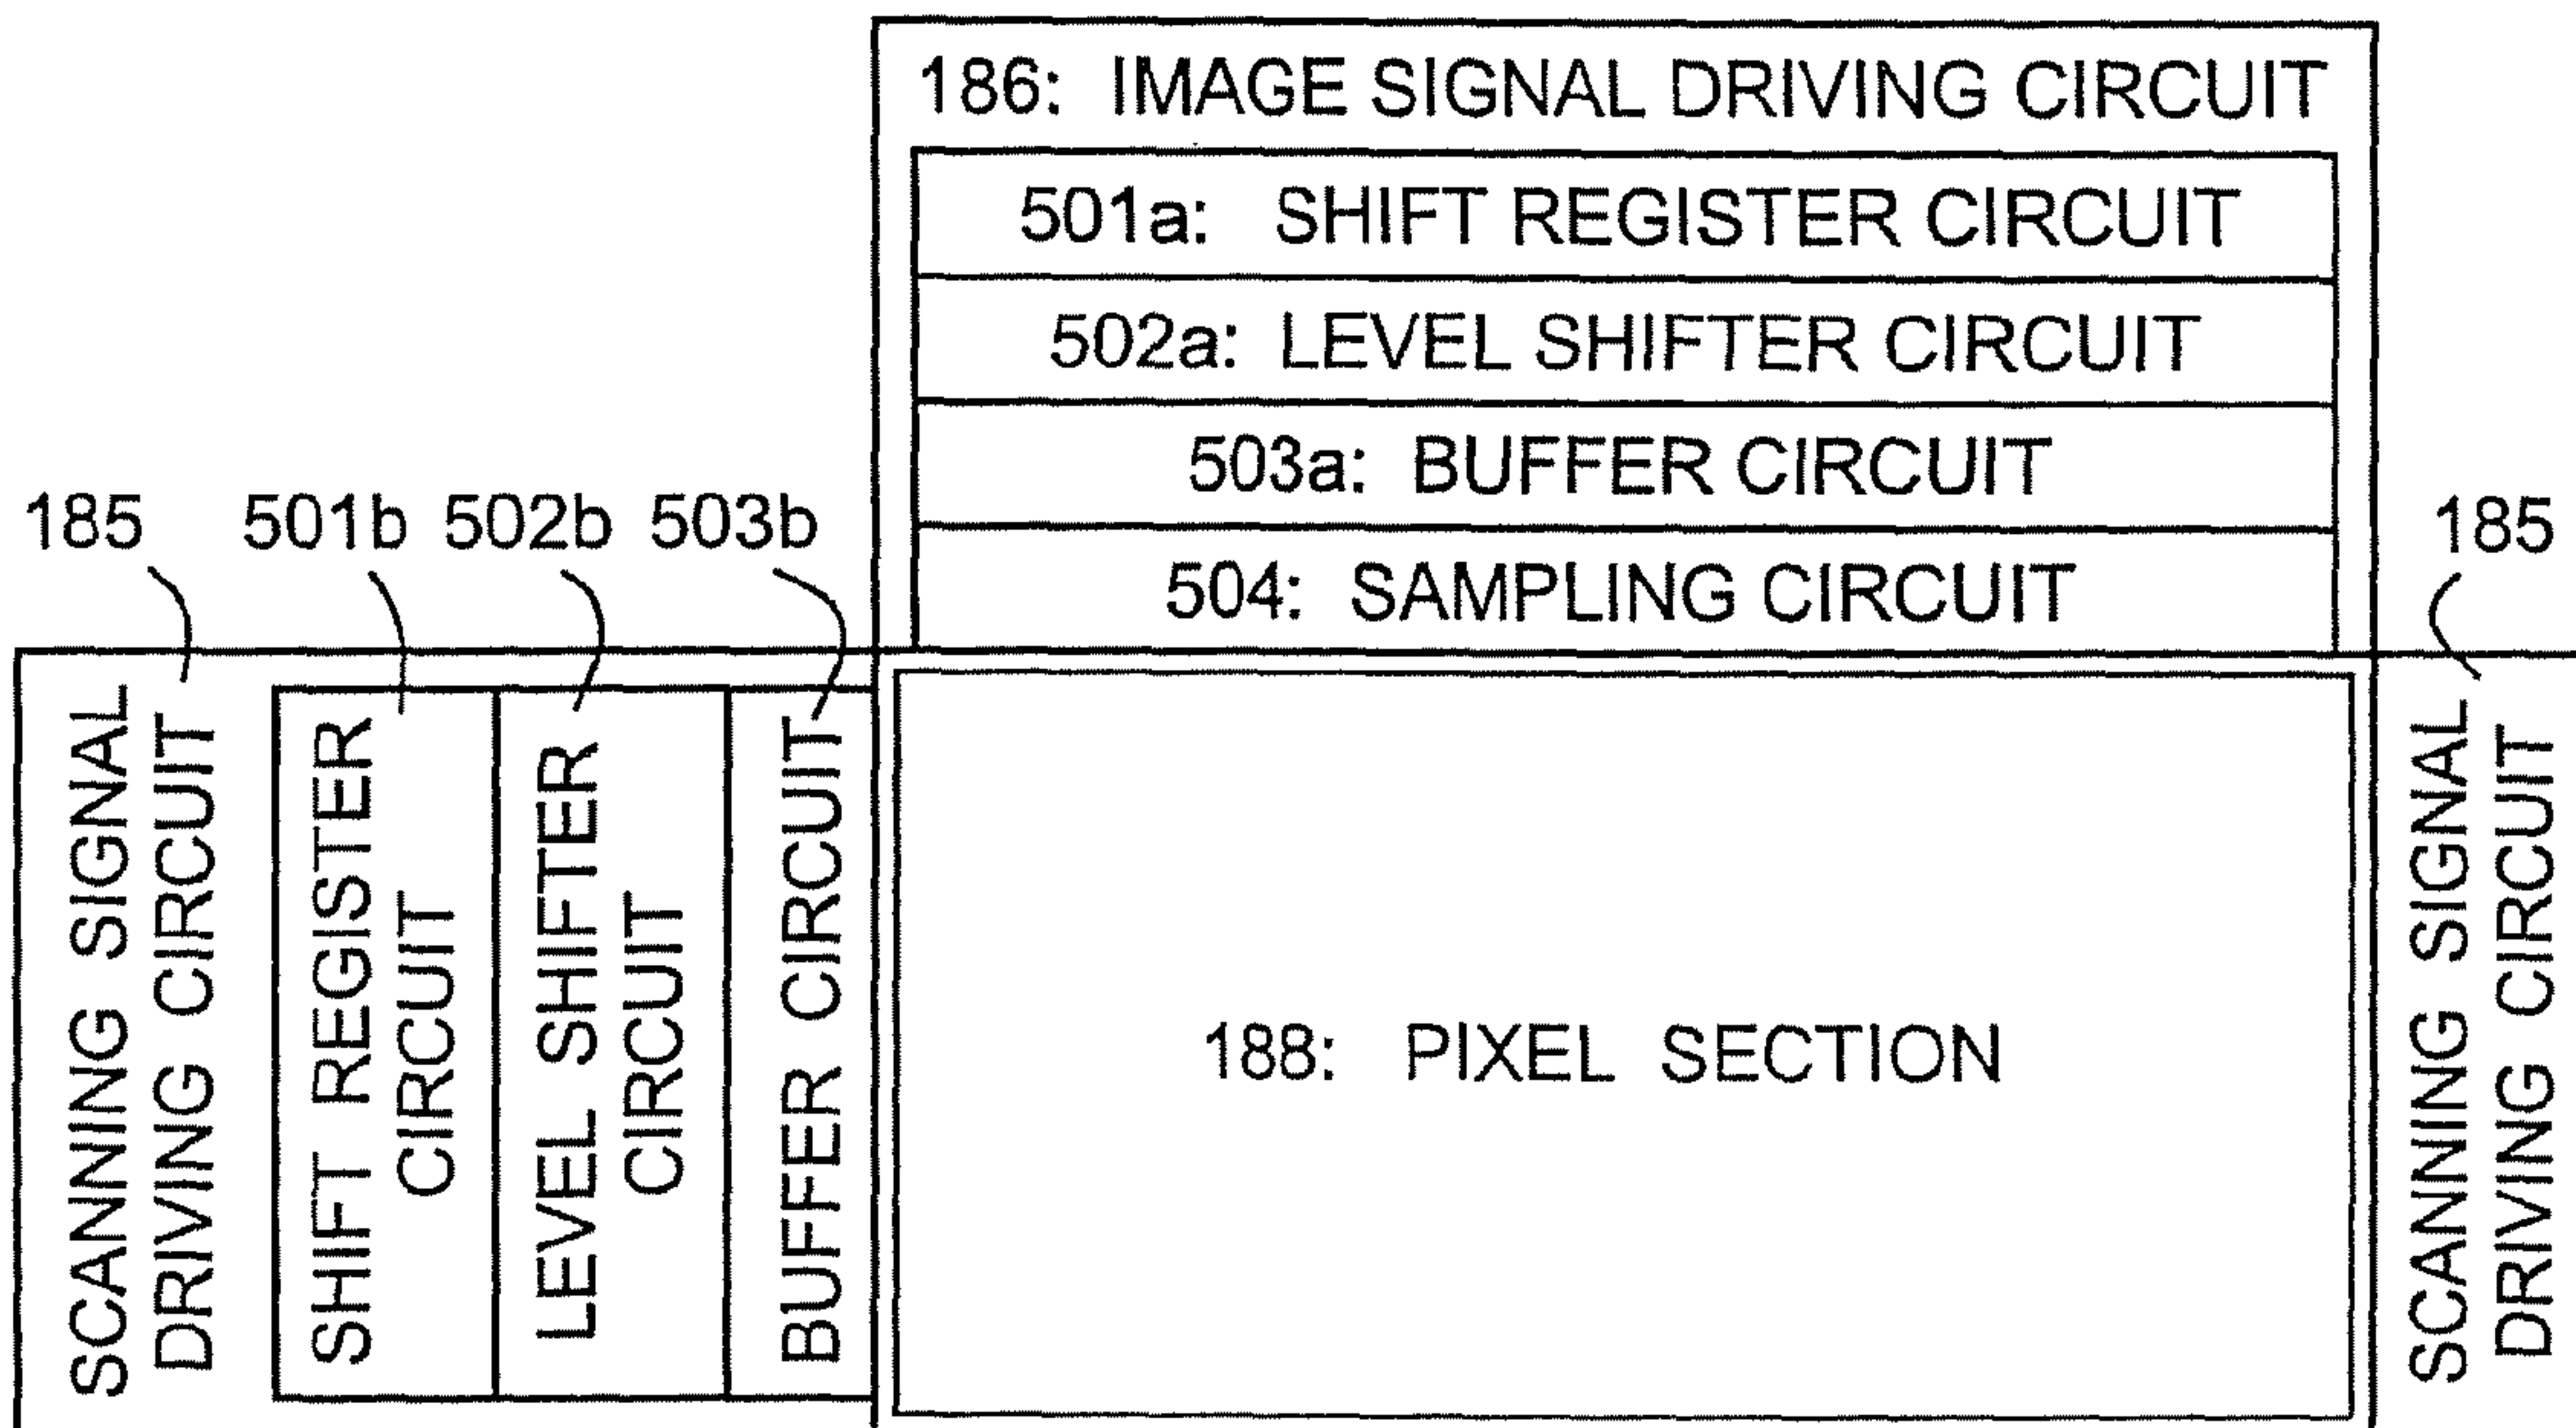 186: IMAGE SIGNAL DRIVING CIRCUIT
501a: SHIFT REGISTER CIRCUIT
502a: LEVEL SHIFTER CIRCUIT
503a: BUFFER CIRCUIT
504: SAMPLING CIRCUIT
185
501b
502b
503b
185
SCANNING SIGNAL
DRIVING CIRCUIT
SHIFT REGISTER
CIRCUIT
LEVEL SHIFTER
CIRCUIT
BUFFER CIRCUIT
188: PIXEL SECTION
SCANNING SIGNAL
DRIVING CIRCUIT